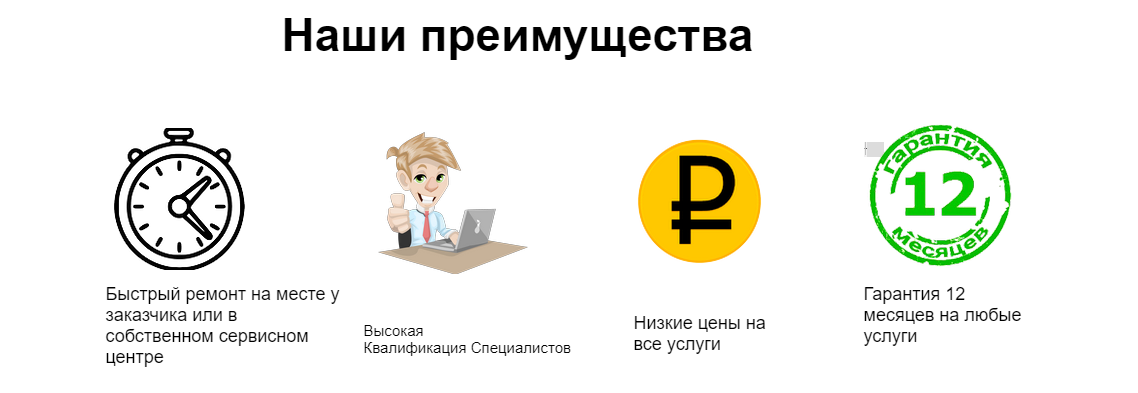 Наши преимущества
гарантия
12
месяцев
Быстрый ремонт на месте у
заказчика или в
собственном сервисном
центре
Высокая
Квалификация Специалистов
Низкие цены на
все услуги
Гарантия 12
месяцев на любые
услуги